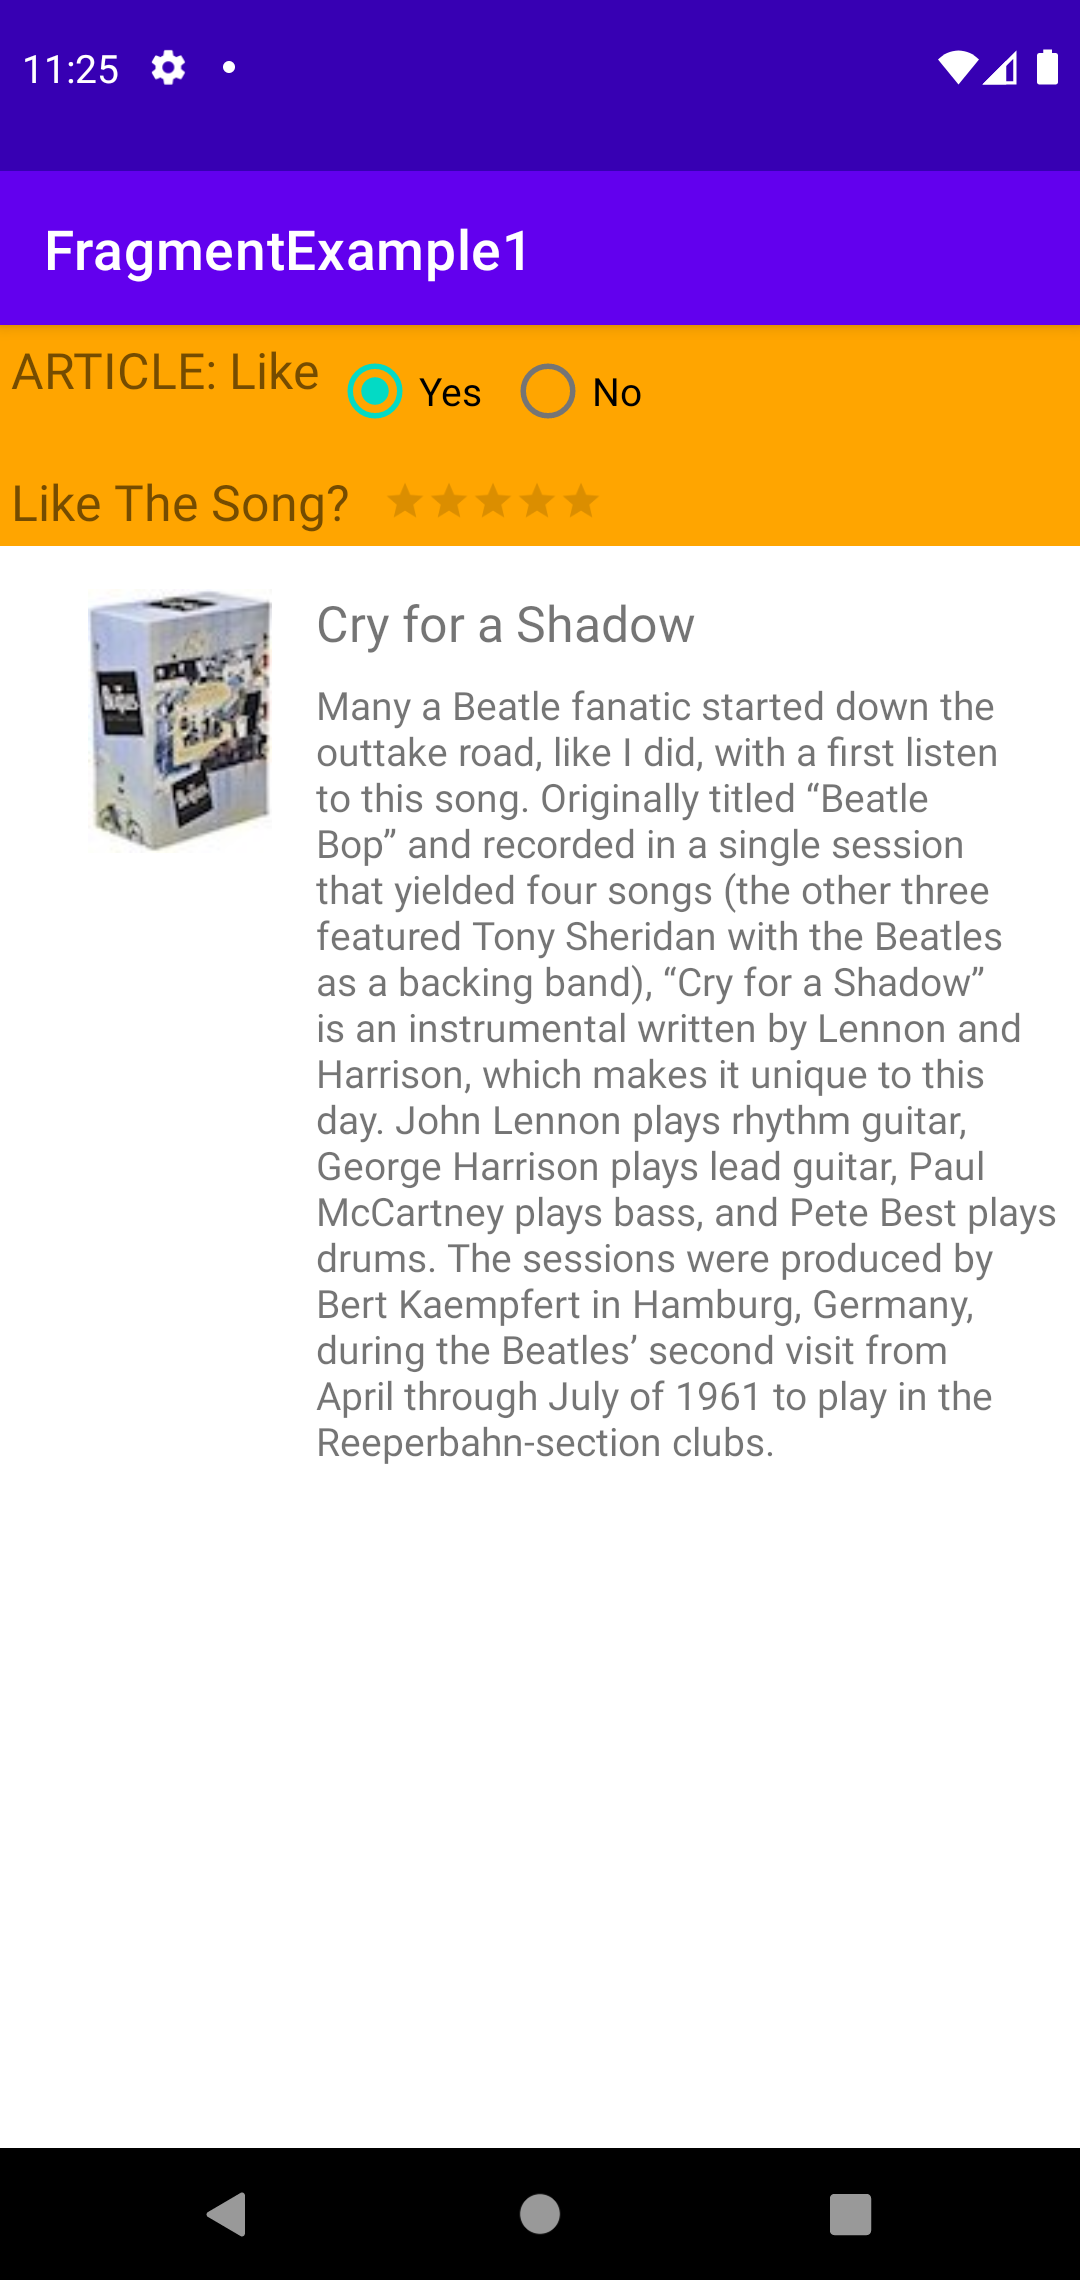 11:25
FragmentExample1
ARTICLE: Like
Yes
No
Like The Song?
Cry for a Shadow
Many a Beatle fanatic started down the
outtake road, like I did, with a first listen
to this song. Originally titled “Beatle
Bop” and recorded in a single session
that yielded four songs (the other three
featured Tony Sheridan with the Beatles
as a backing band), “Cry for a Shadow”
is an instrumental written by Lennon and
Harrison, which makes it unique to this
day. John Lennon plays rhythm guitar,
George Harrison plays lead guitar, Paul
McCartney plays bass, and Pete Best plays
drums. The sessions were produced by
Bert Kaempfert in Hamburg, Germany,
during the Beatles’ second visit from
April through July of 1961 to play in the
Reeperbahn-section clubs.